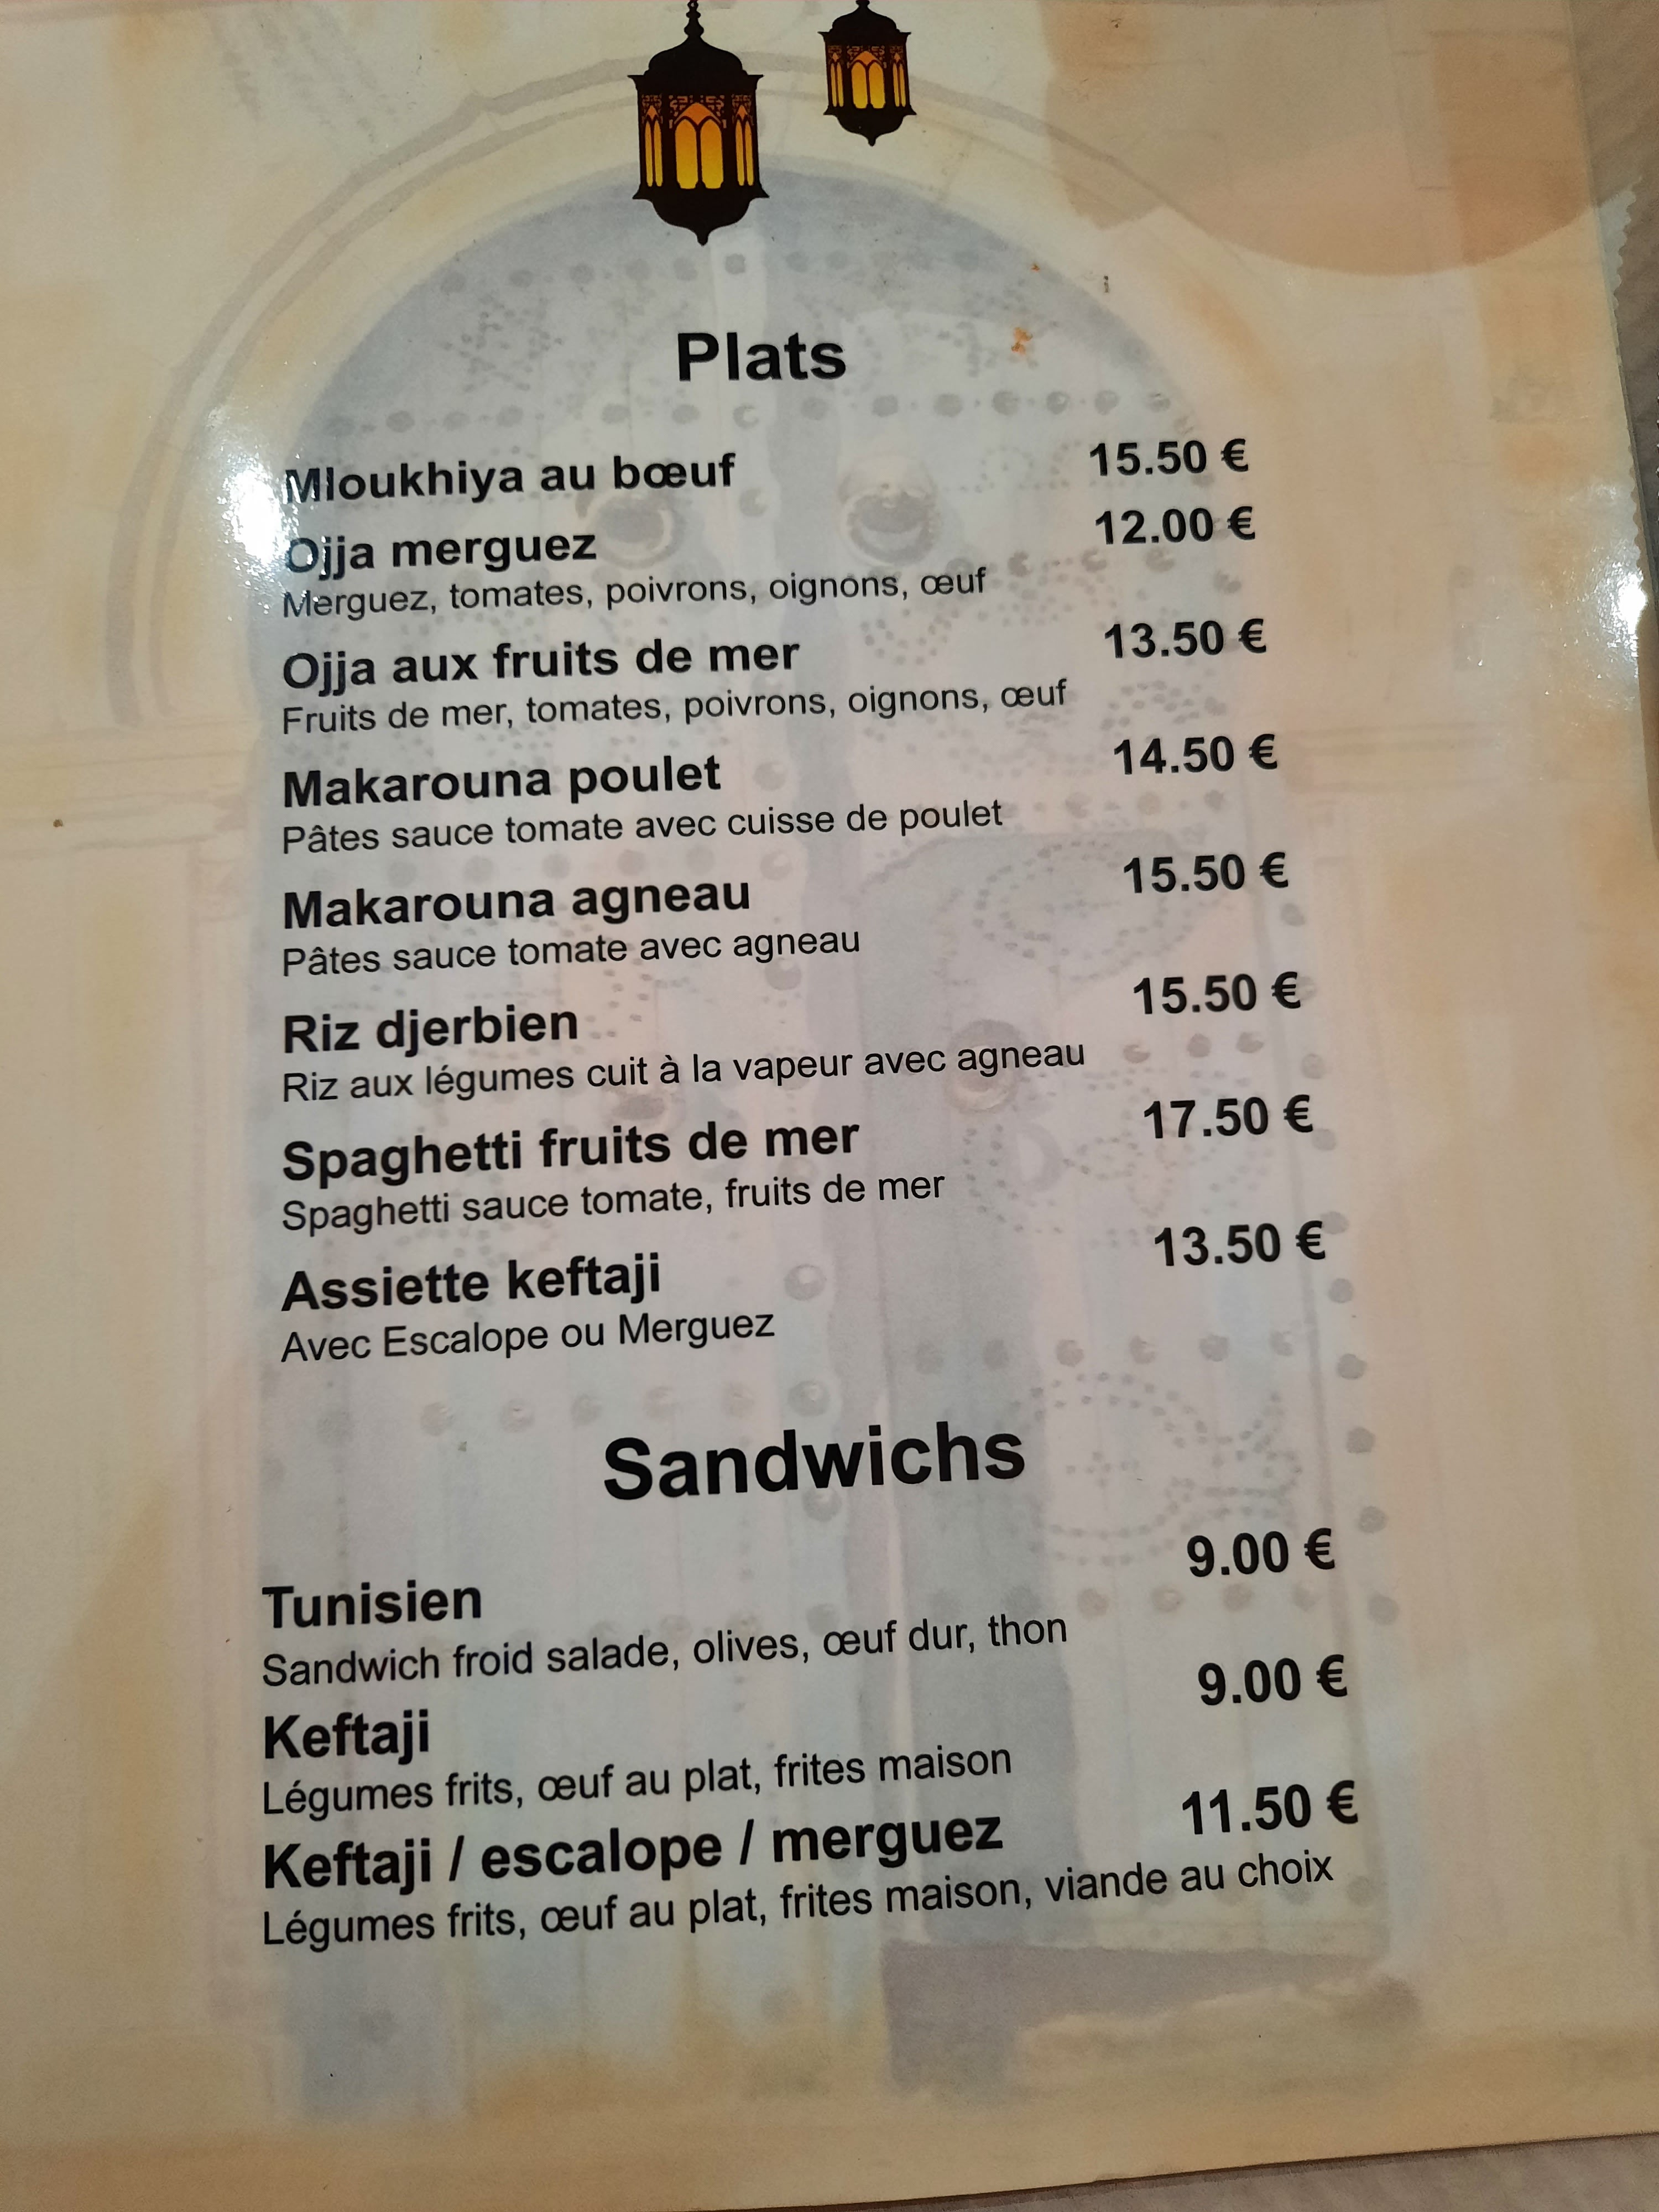 Plats
Mloukhiya au bœuf 15.50 €
Ojja merguez 12.00 €
Merguez, tomates, poivrons, oignons, œuf
Ojja aux fruits de mer 13.50 €
Fruits de mer, tomates, poivrons, oignons, œuf
Makarouna poulet 14.50 €
Pâtes sauce tomate avec cuisse de poulet
Makarouna agneau 15.50 €
Pâtes sauce tomate avec agneau
Riz djerbien 15.50 €
Riz aux légumes cuit à la vapeur avec agneau
Spaghetti fruits de mer 17.50 €
Spaghetti sauce tomate, fruits de mer
Assiette keftaji 13.50 €
Avec Escalope ou Merguez
Sandwichs
Tunisien 9.00 €
Sandwich froid salade, olives, œuf dur, thon
Keftaji 9.00 €
Légumes frits, œuf au plat, frites maison
Keftaji / escalope / merguez 11.50 €
Légumes frits, œuf au plat, frites maison, viande au choix